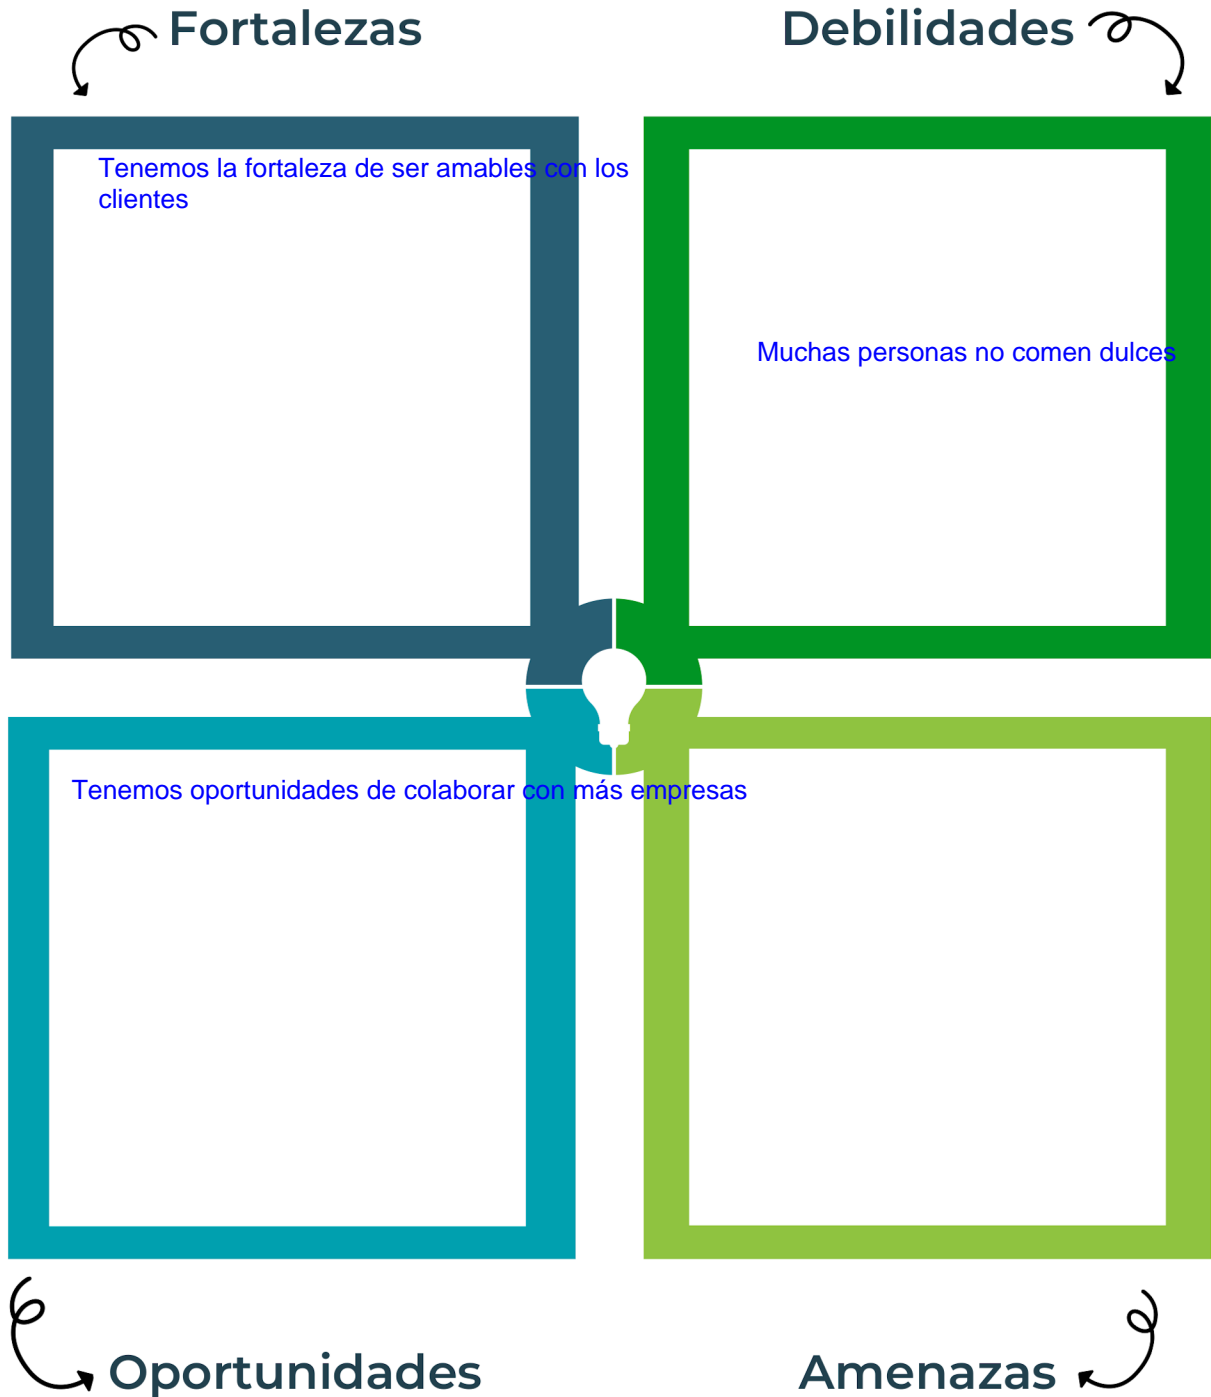 Fortalezas
Debilidades
Tenemos la fortaleza de ser amables con los
clientes
Muchas personas no comen dulces
Tenemos oportunidades de colaborar con más empresas
Oportunidades
Amenazas